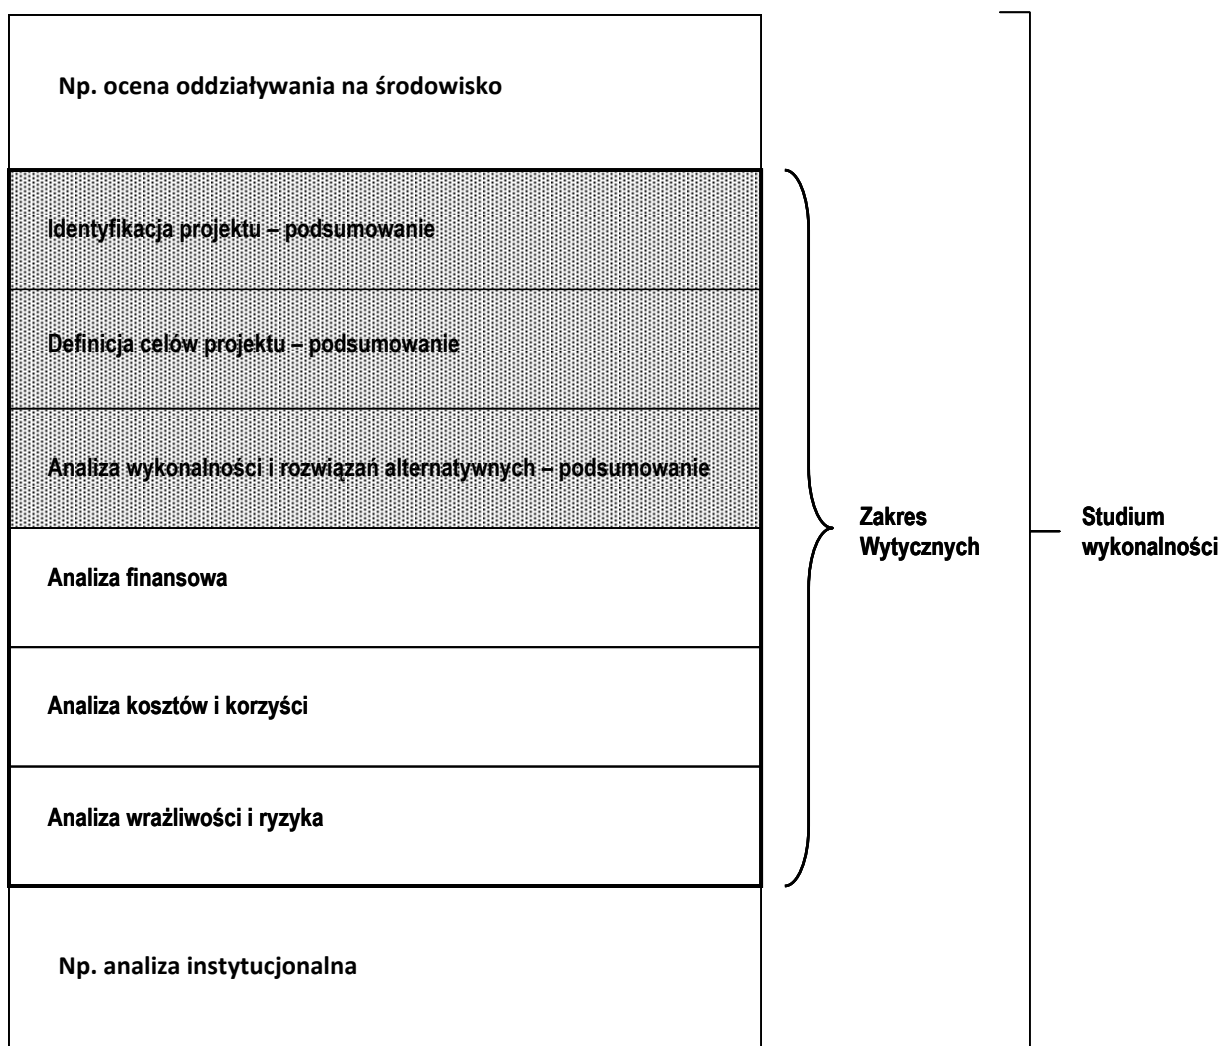 Np. ocena oddziaływania na środowisko
Identyfikacja projektu – podsumowanie
Definicja celów projektu – podsumowanie
Analiza wykonalności i rozwiązań alternatywnych – podsumowanie
Analiza finansowa
Analiza kosztów i korzyści
Analiza wrażliwości i ryzyka
Np. analiza instytucjonalna
Zakres
Wytycznych
Studium
wykonalności